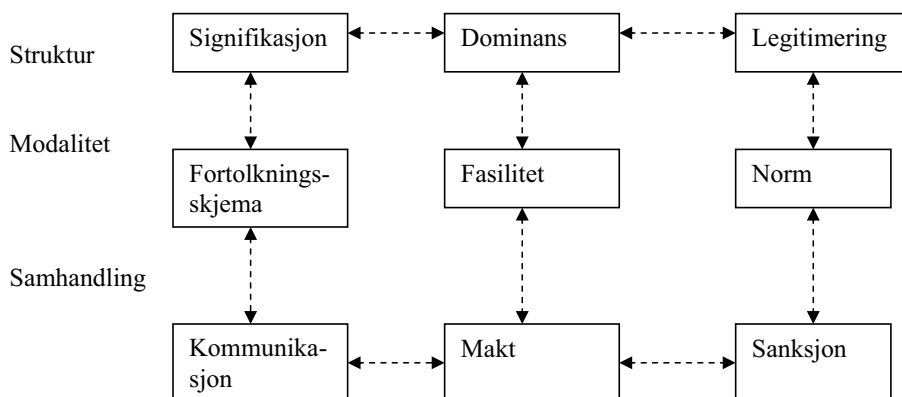 Struktur
Signifikasjon
Dominans
Legitimering
Modalitet
Fortolknings-
skjema
Fasilitet
Norm
Samhandling
Kommunika-
sjon
Makt
Sanksjon